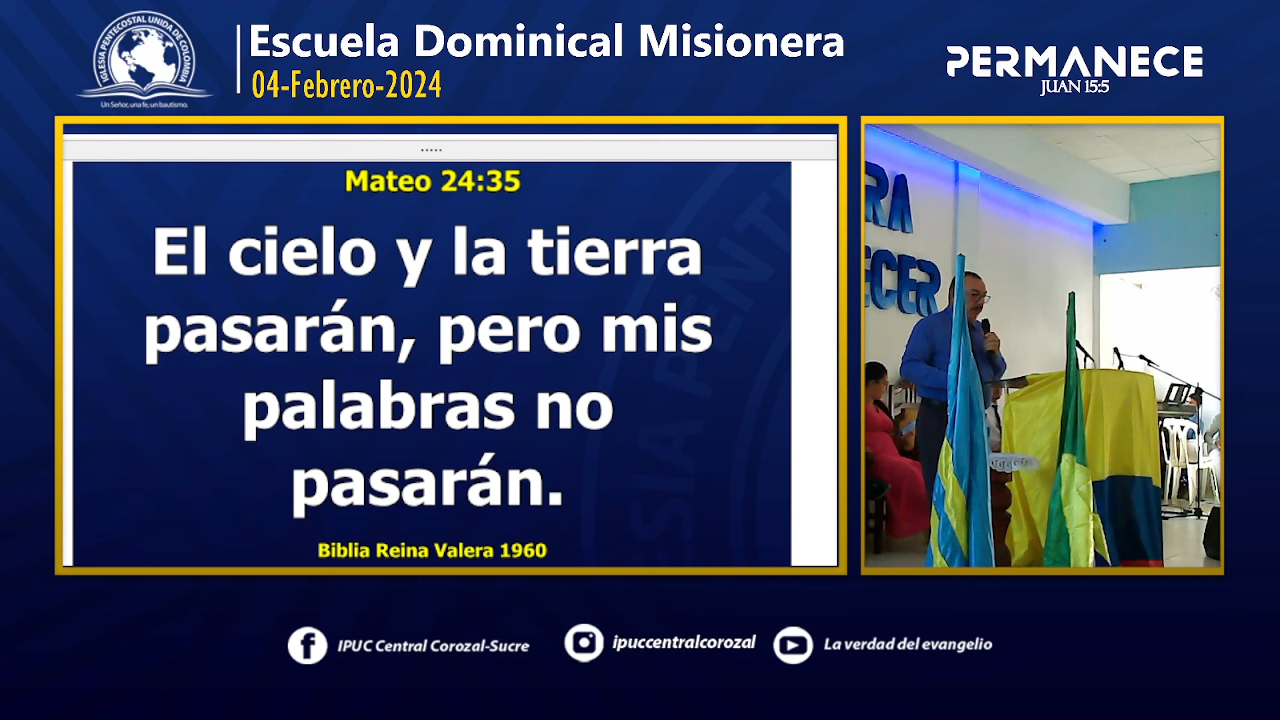 IGLESIA PENTECOSTAL UNIDA DE COLOMBIA
Un Señor, una fe, un bautismo.
Escuela Dominical Misionera
04-Febrero-2024
PERMANECE
JUAN 15:5
Mateo 24:35
El cielo y la tierra
pasarán, pero mis
palabras no
pasarán.
Biblia Reina Valera 1960
RA
ECER
IPUC Central Corozal-Sucre
ipuccentralcorozal
La verdad del evangelio